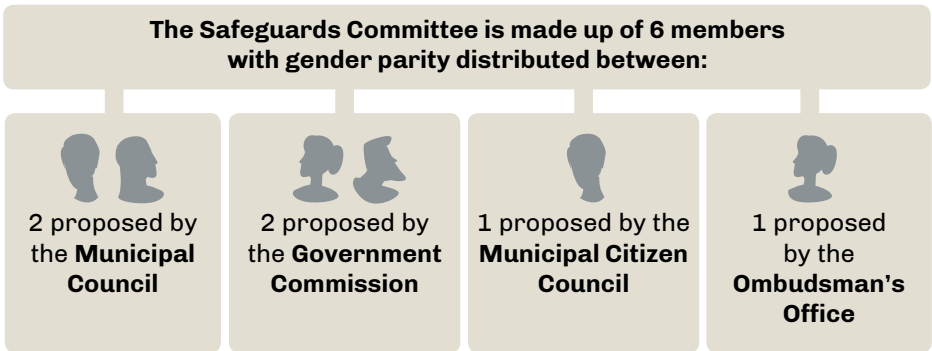 The Safeguards Committee is made up of 6 members
with gender parity distributed between:
2 proposed by
the Municipal
Council
2 proposed by
the Government
Commission
1 proposed by the
Municipal Citizen
Council
1 proposed
by the
Ombudsman’s
Office